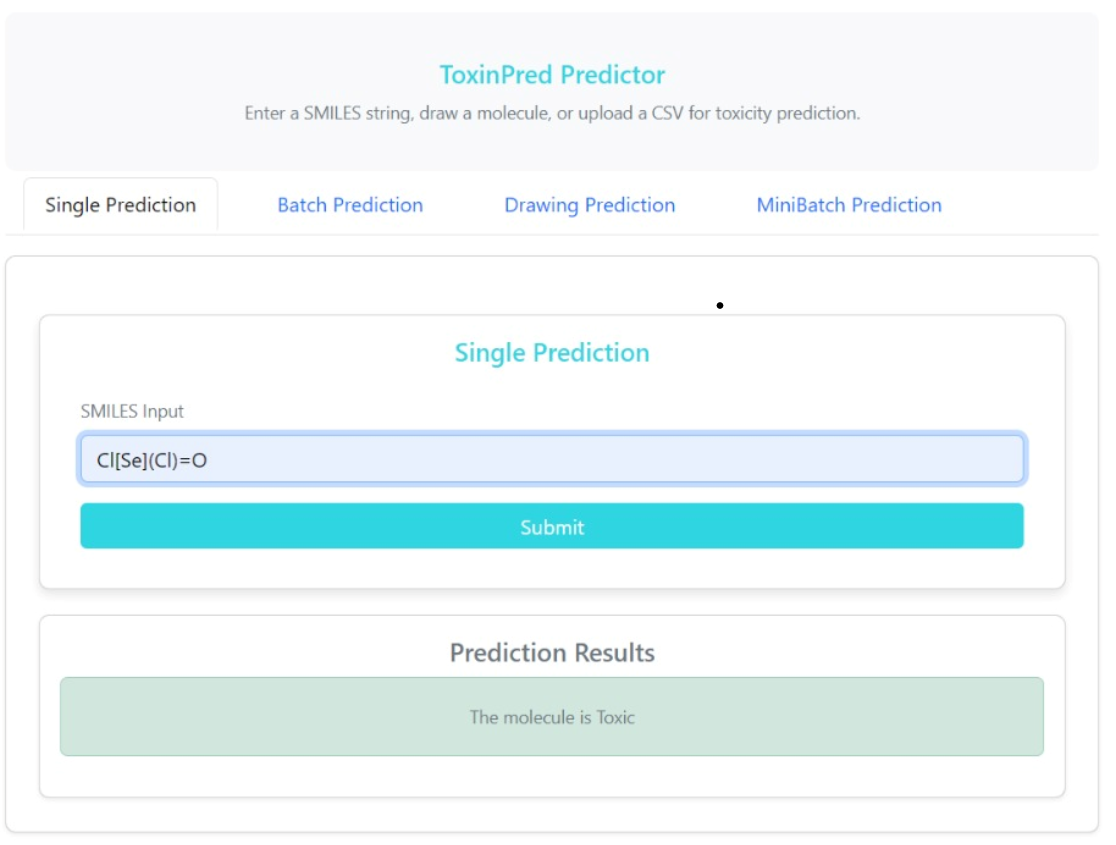 ToxinPred Predictor
Enter a SMILES string, draw a molecule, or upload a CSV for toxicity prediction.
Single Prediction
Batch Prediction
Drawing Prediction
MiniBatch Prediction
Single Prediction
SMILES Input
Cl[Se](Cl)=O
Submit
Prediction Results
The molecule is Toxic